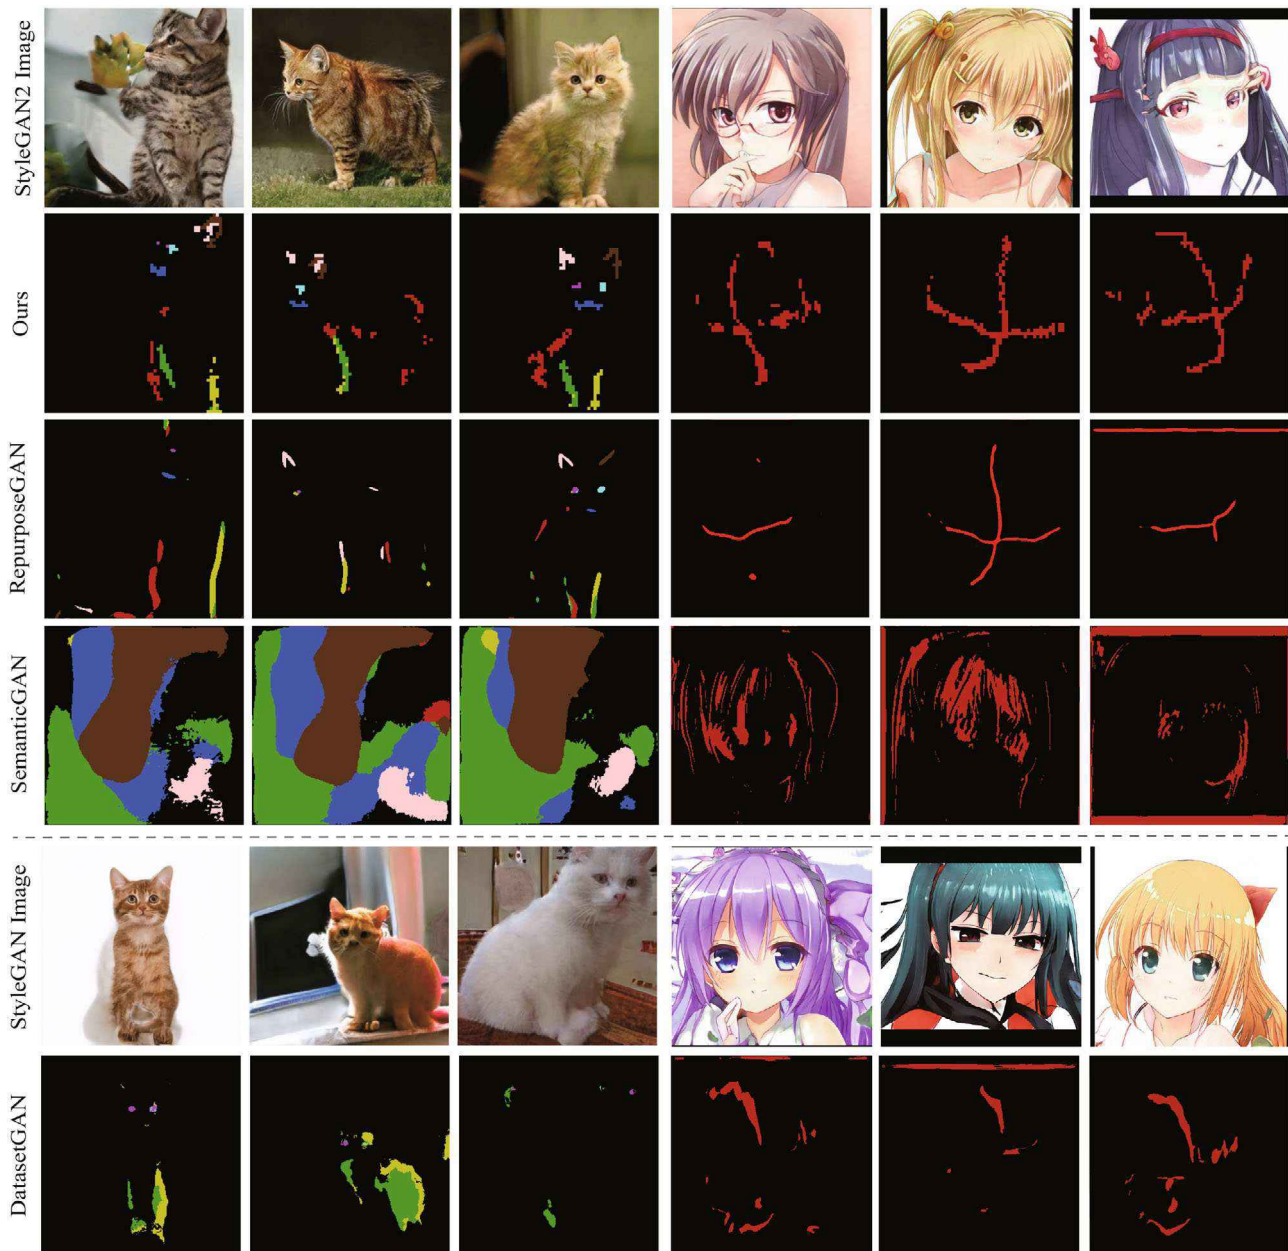 StyleGAN2 Image
Ours
RepurposeGAN
SemanticGAN
StyleGAN Image
DatasetGAN